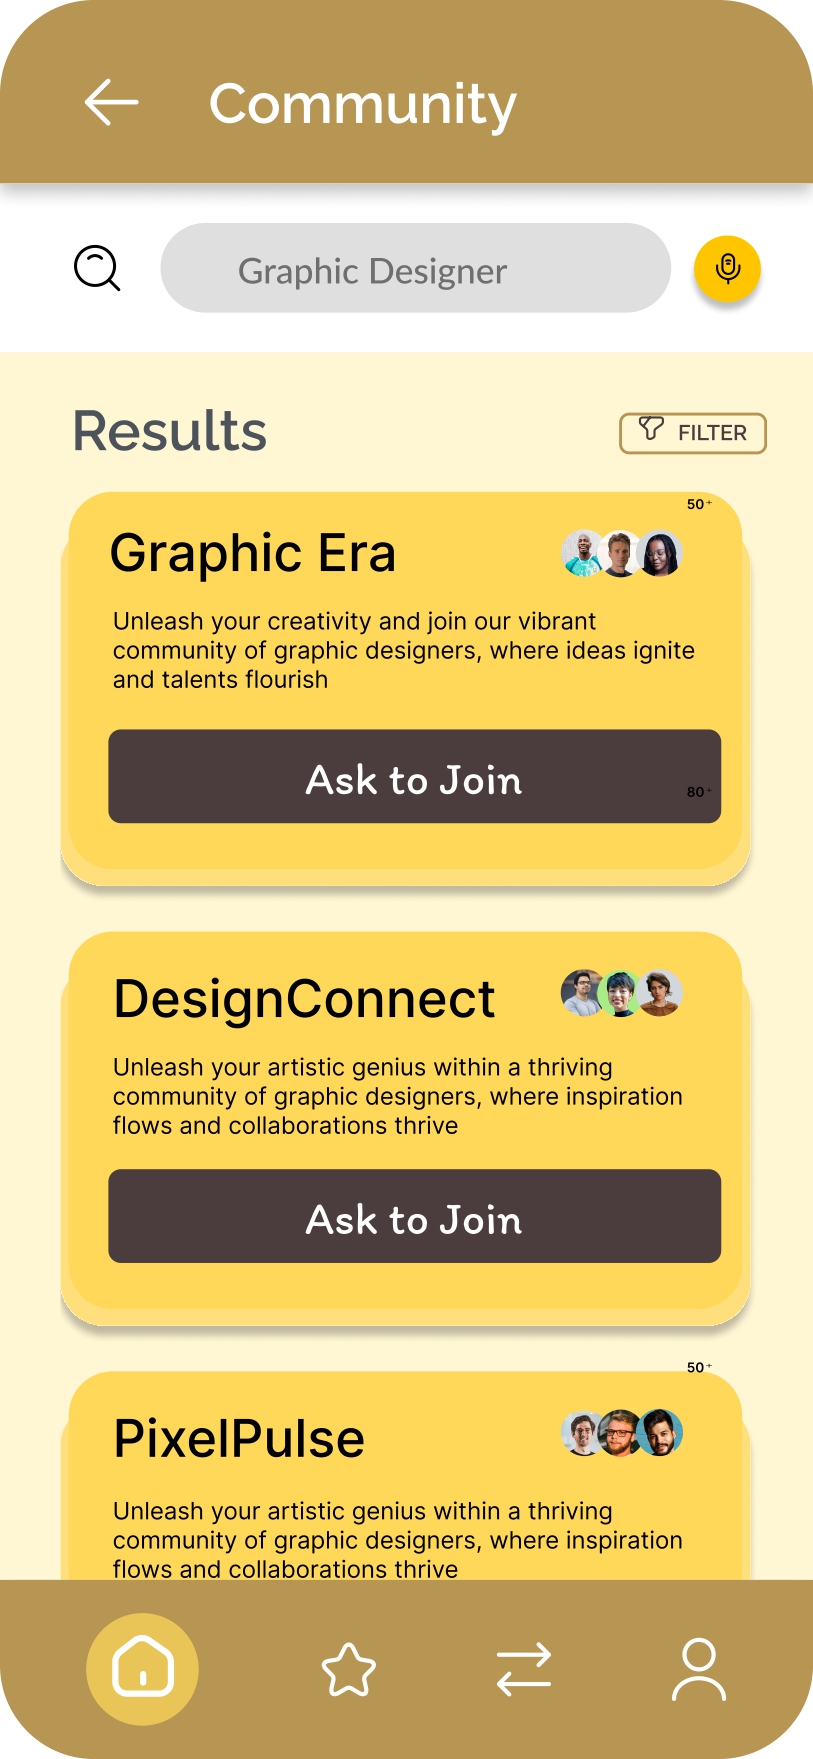 Community
Graphic Designer
Results
FILTER
50+
Graphic Era
Unleash your creativity and join our vibrant
community of graphic designers, where ideas ignite
and talents flourish
Ask to Join
80+
DesignConnect
Unleash your artistic genius within a thriving
community of graphic designers, where inspiration
flows and collaborations thrive
Ask to Join
50+
PixelPulse
Unleash your artistic genius within a thriving
community of graphic designers, where inspiration
flows and collaborations thrive